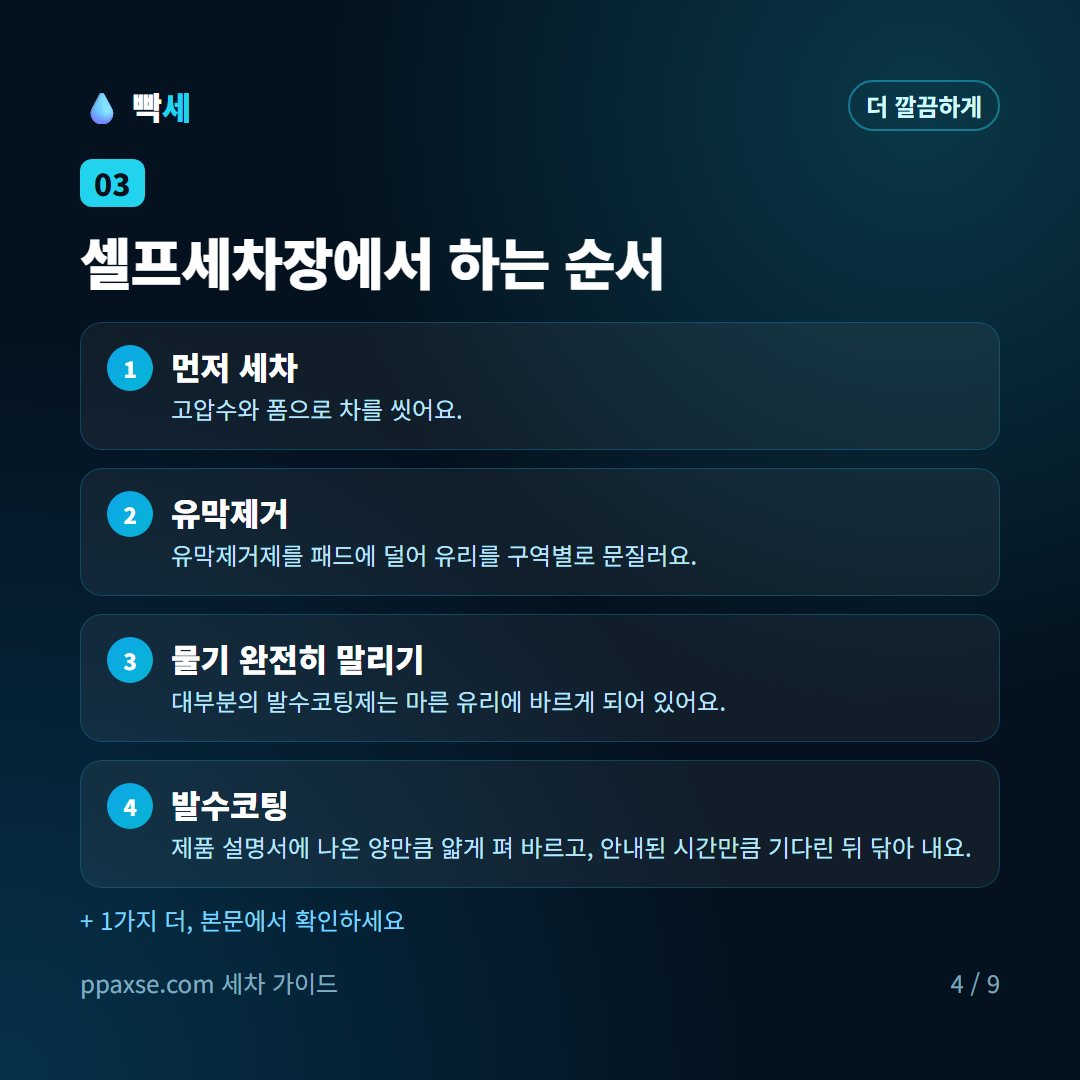 빡세
더 깔끔하게
03
셀프세차장에서 하는 순서
1 먼저 세차
고압수와 폼으로 차를 씻어요.
2 유막제거
유막제거제를 패드에 덜어 유리를 구역별로 문질러요.
3 물기 완전히 말리기
대부분의 발수코팅제는 마른 유리에 바르게 되어 있어요.
4 발수코팅
제품 설명서에 나온 양만큼 얇게 펴 바르고, 안내된 시간만큼 기다린 뒤 닦아 내요.
+ 1가지 더, 본문에서 확인하세요
ppaxse.com 세차 가이드
4 / 9